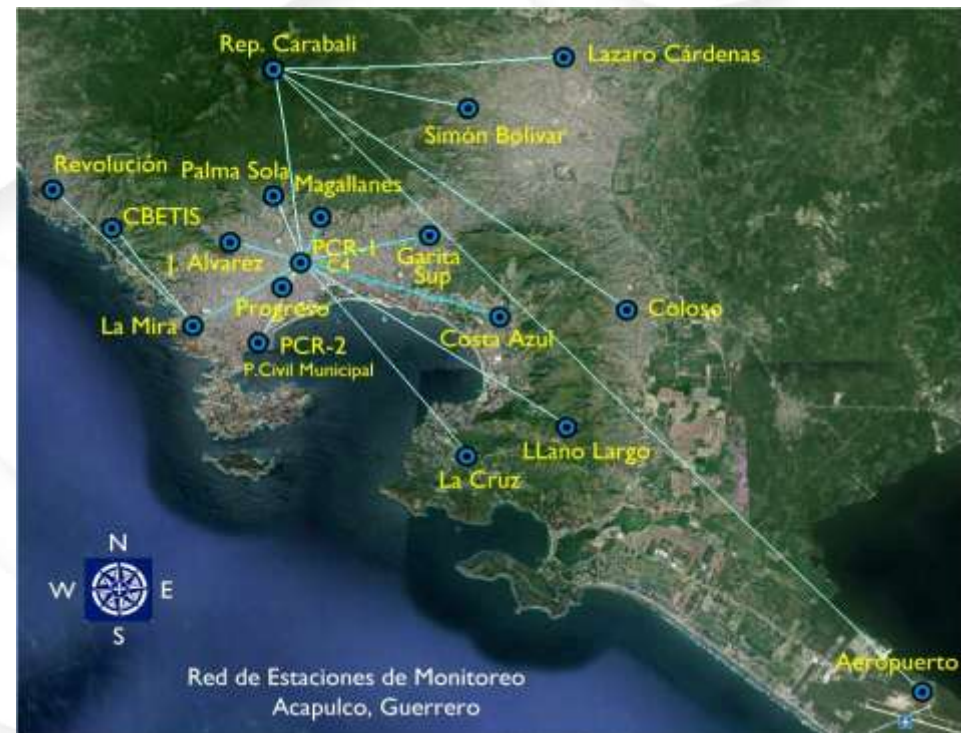 Rep. Carabali
Lazaro Cárdenas
Simón Bolivar
Revolución
Palma Sola
Magallanes
CBETIS
J. Alvarez
PCR-1
C4
Garita
Sup
Progreso
Coloso
La Mira
Costa Azul
PCR-2
P.Civil Municipal
LLano Largo
La Cruz
N
W
E
S
Aeropuerto
Red de Estaciones de Monitoreo
Acapulco, Guerrero